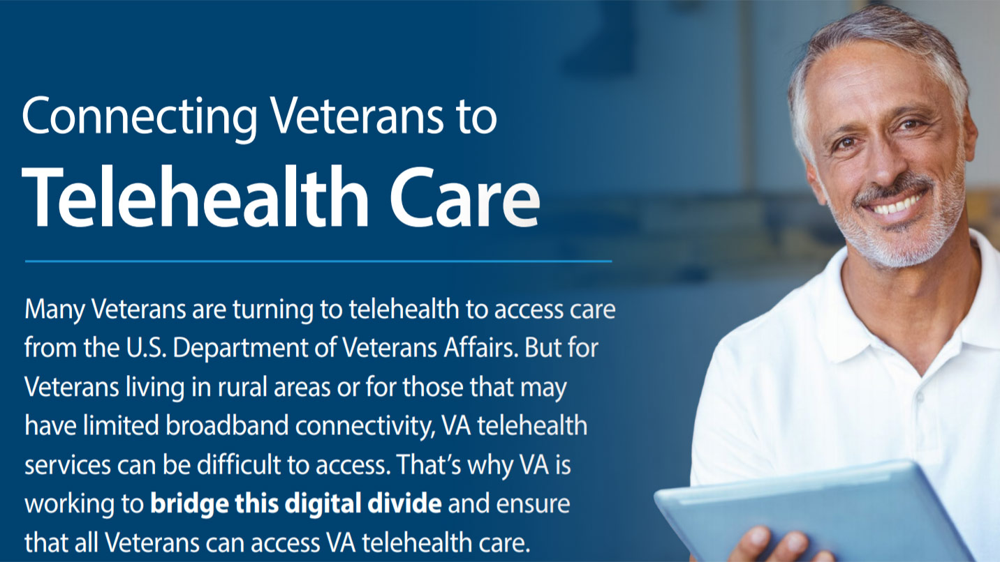 Connecting Veterans to
Telehealth Care
Many Veterans are turning to telehealth to access care
from the U.S. Department of Veterans Affairs. But for
Veterans living in rural areas or for those that may
have limited broadband connectivity, VA telehealth
services can be difficult to access. That’s why VA is
working to bridge this digital divide and ensure
that all Veterans can access VA telehealth care.